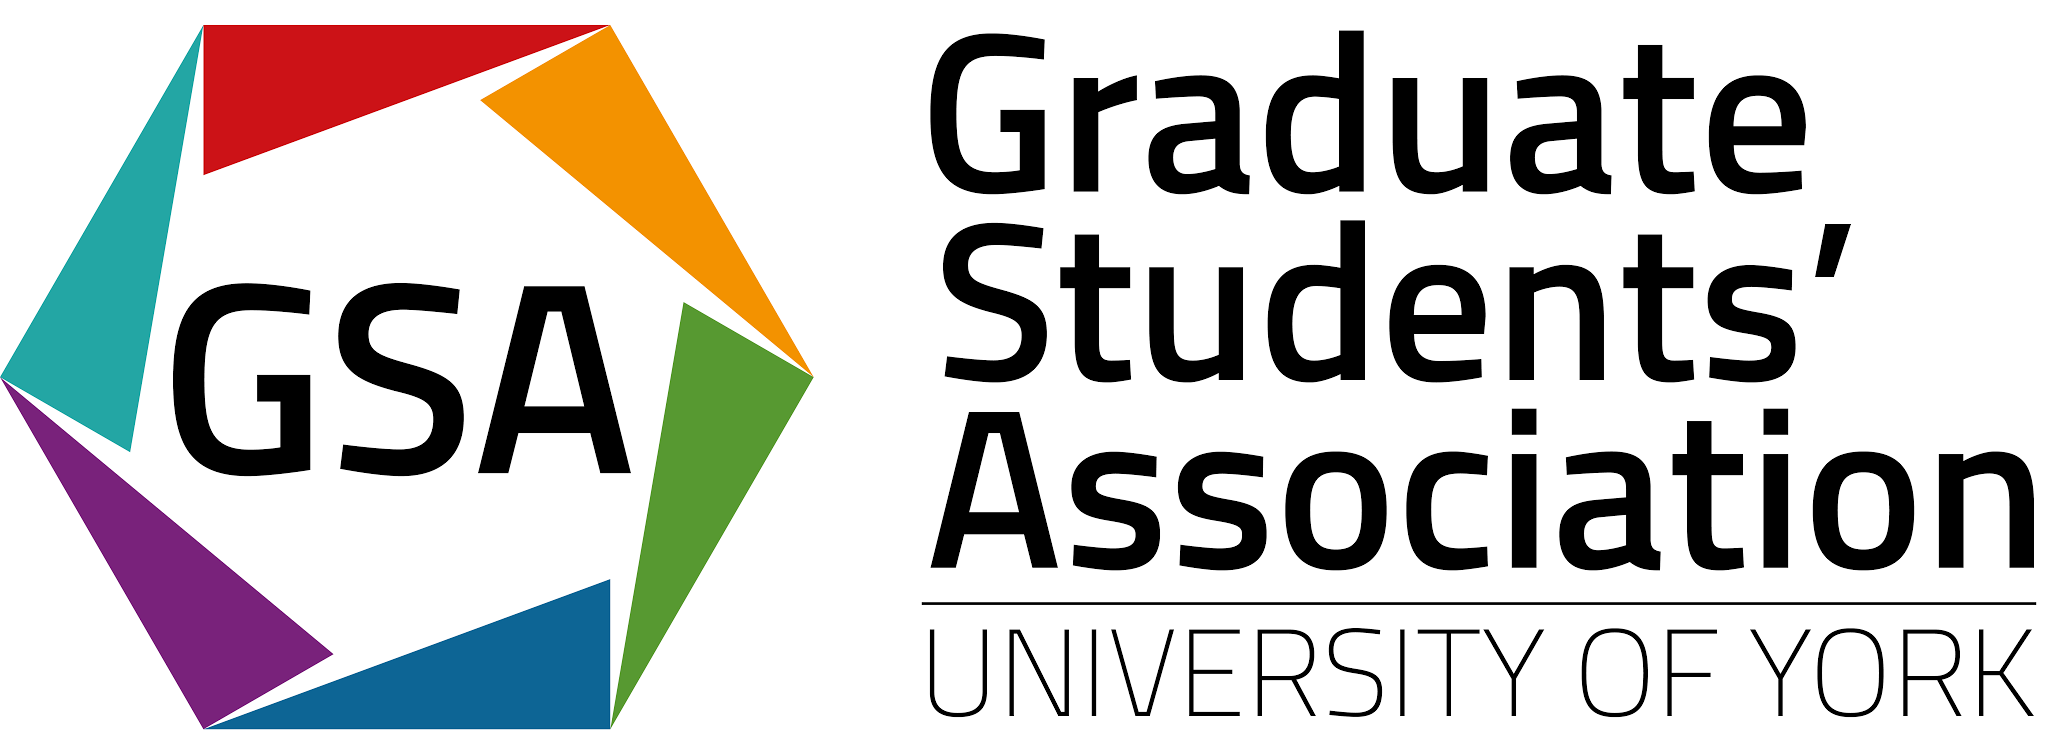 GSA
Graduate
Students’
Association
UNIVERSITY OF YORK